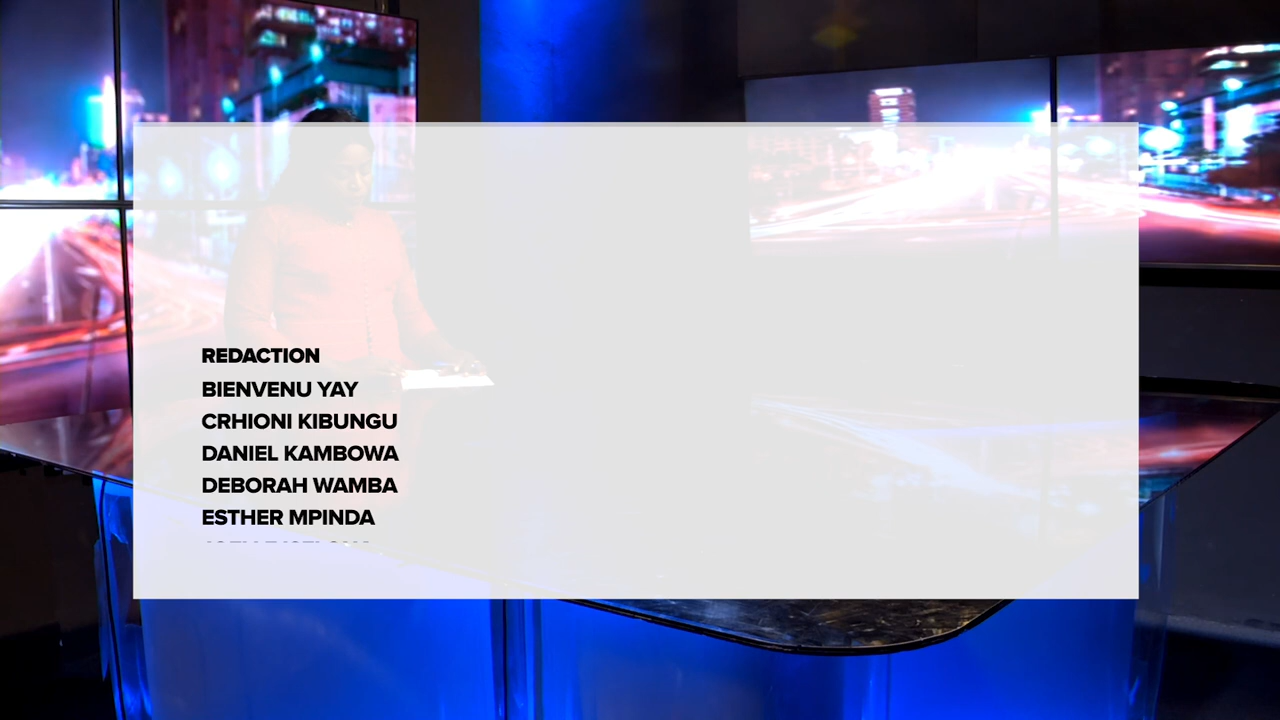 REDACTION
BIENVENU YAY
CRHIONI KIBUNGU
DANIEL KAMBOWA
DEBORAH WAMBA
ESTHER MPINDA